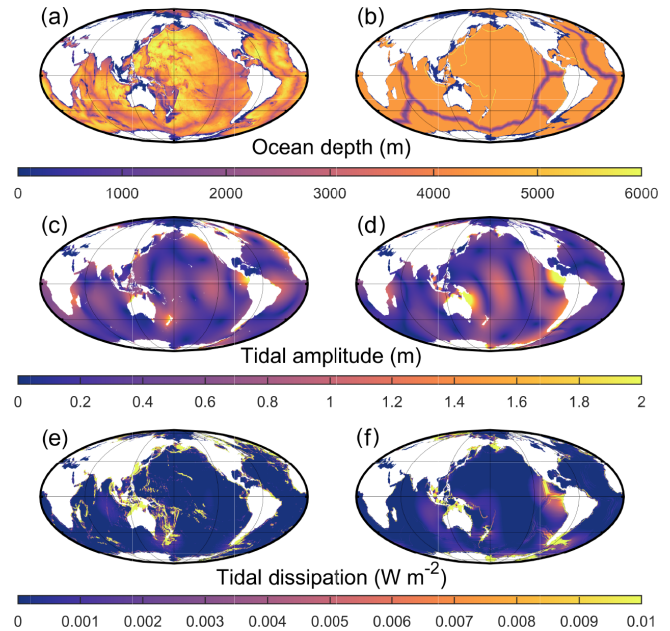 (a) (b)
Ocean depth (m)
0 1000 2000 3000 4000 5000 6000
(c) (d)
Tidal amplitude (m)
0 0.2 0.4 0.6 0.8 1 1.2 1.4 1.6 1.8 2
(e) (f)
Tidal dissipation (W m⁻²)
0 0.001 0.002 0.003 0.004 0.005 0.006 0.007 0.008 0.009 0.01